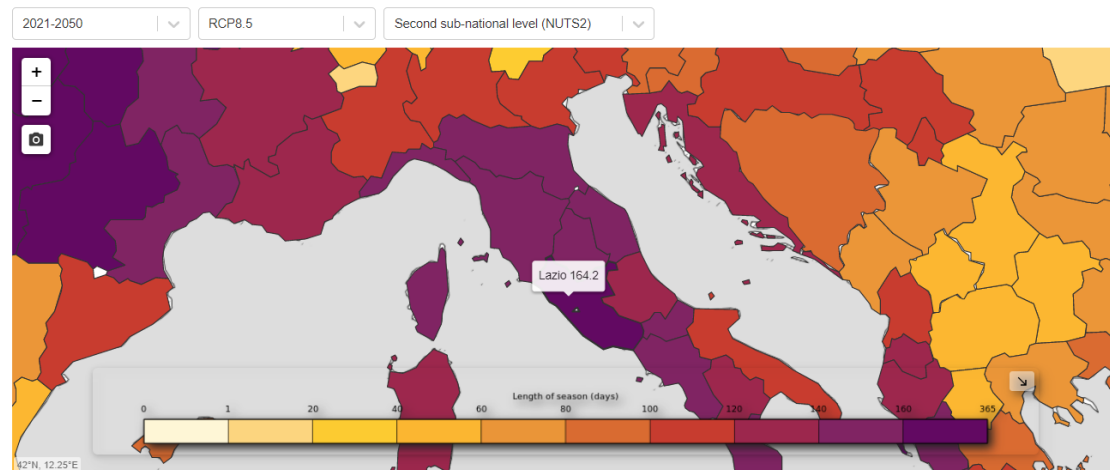 2021-2050 RCP8.5 Second sub-national level (NUTS2)
+
−
Lazio 164.2
Length of season (days)
0 1 20 40 60 80 100 120 140 160 365
42°N, 12.25°E